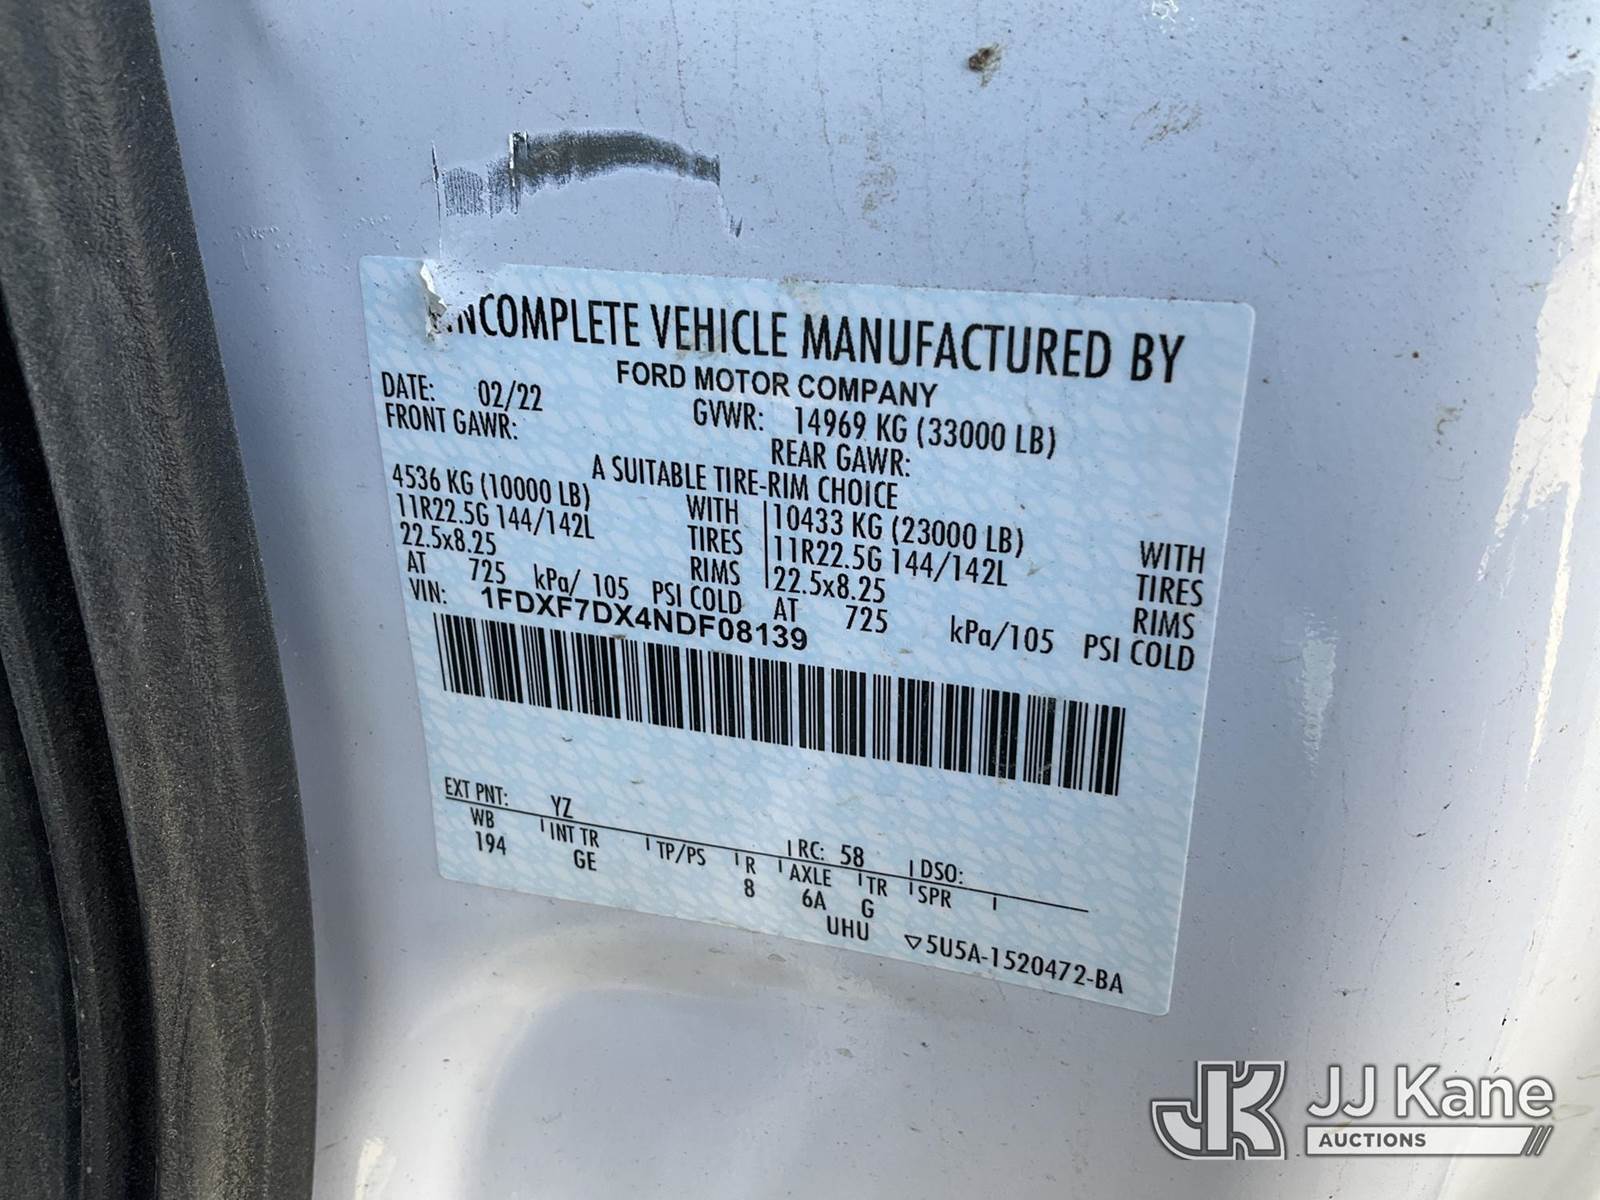 INCOMPLETE VEHICLE MANUFACTURED BY
FORD MOTOR COMPANY
DATE: 02/22 GVWR: 14969 KG (33000 LB)
FRONT GAWR: REAR GAWR:
A SUITABLE TIRE-RIM CHOICE
4536 KG (10000 LB) WITH 10433 KG (23000 LB) WITH
11R22.5G 144/142L TIRES 11R22.5G 144/142L TIRES
22.5x8.25 RIMS 22.5x8.25 RIMS
AT 725 kPa/ 105 PSI COLD AT 725 kPa/105 PSI COLD
VIN: 1FDXF7DX4NDF08139
EXT PNT: YZ RC: 58 DSO:
WB INT TR TP/PS R AXLE TR SPR
194 GE 8 6A G
UHU ▽5U5A-1520472-BA
JK JJ Kane
AUCTIONS